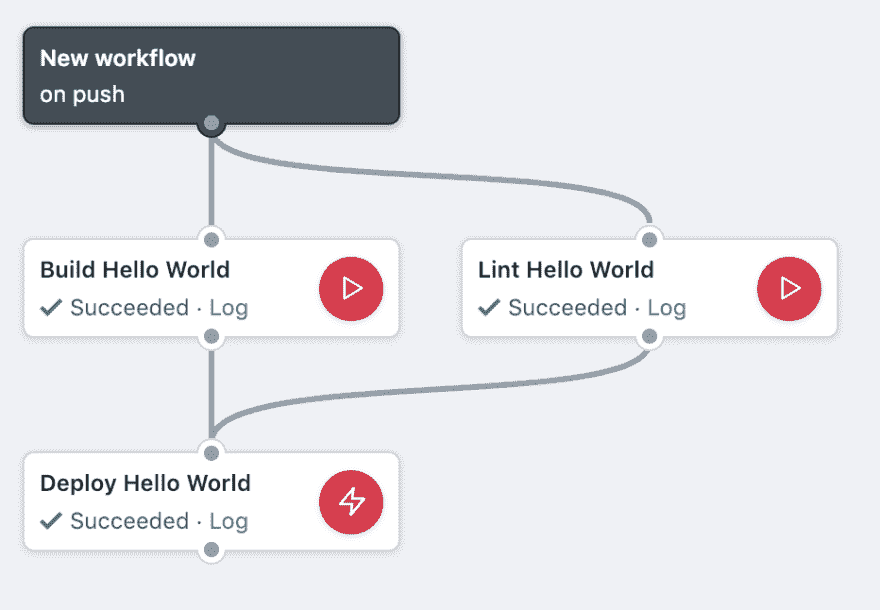 New workflow
on push
Build Hello World
Succeeded · Log
Lint Hello World
Succeeded · Log
Deploy Hello World
Succeeded · Log